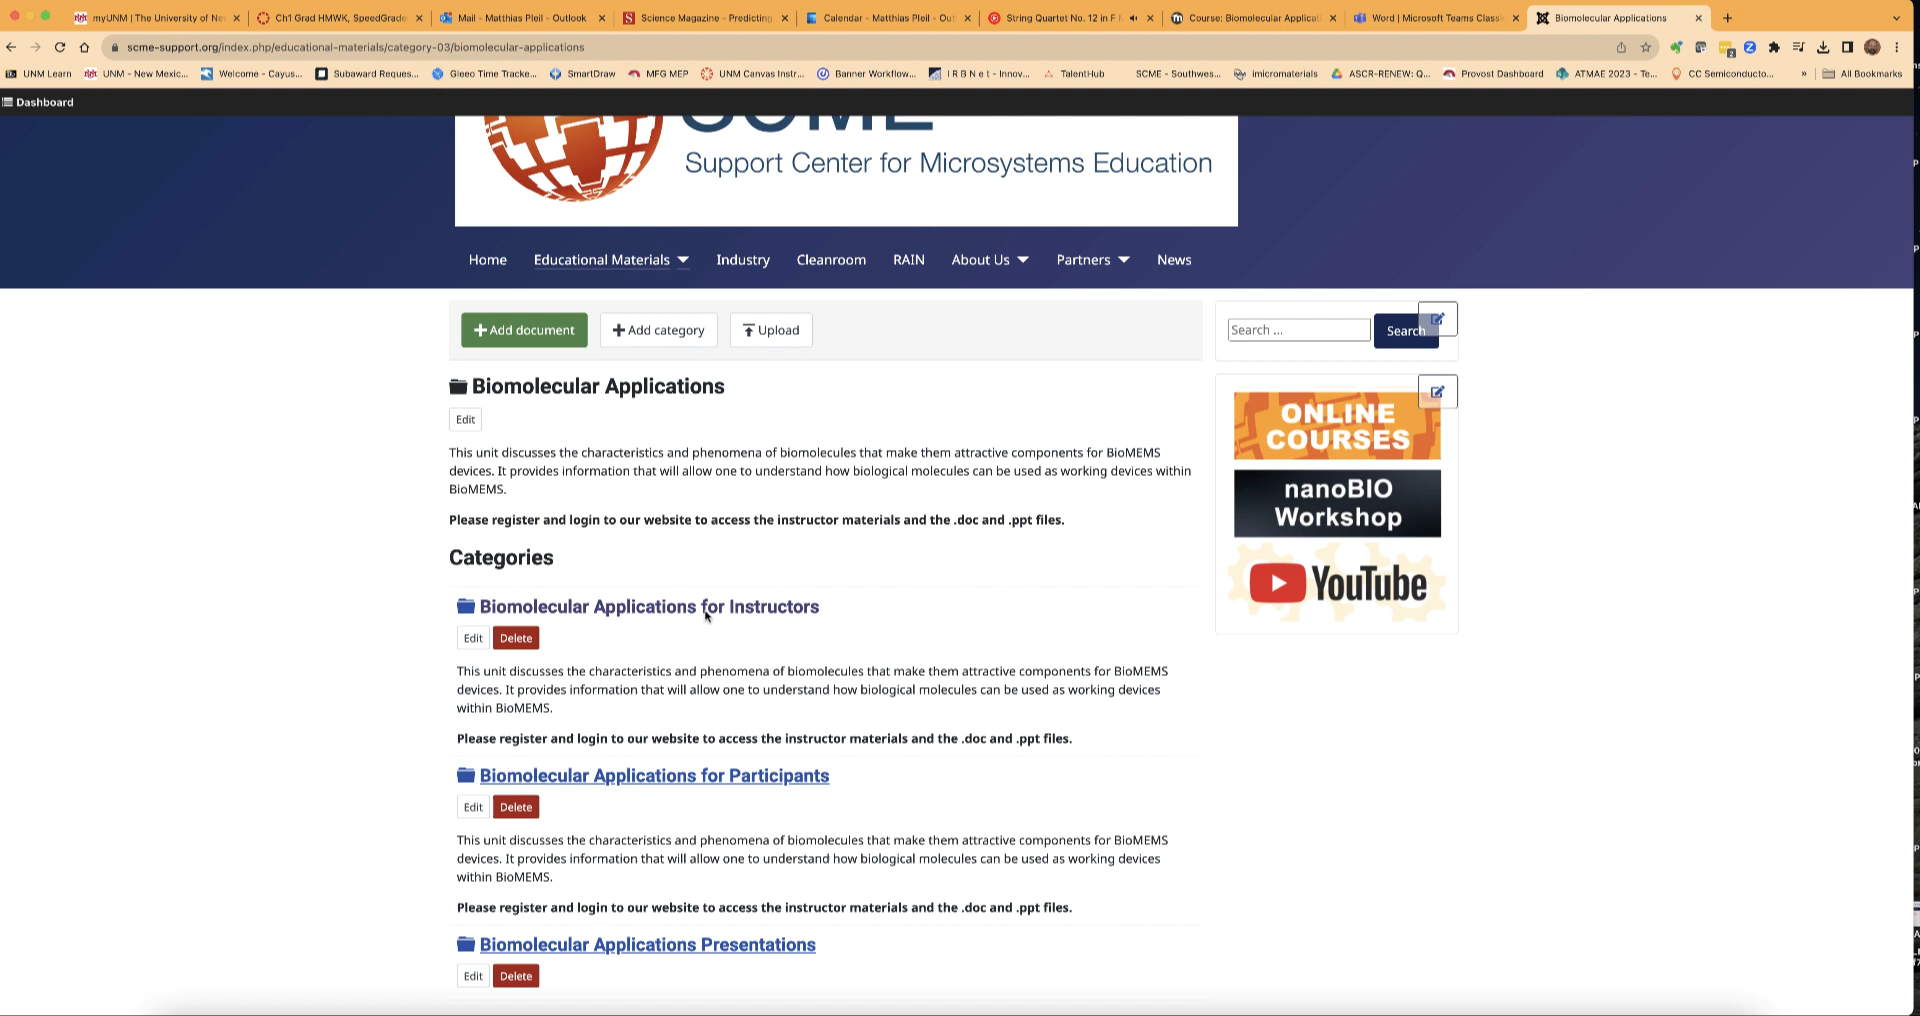 myUNM | The University of Ne
Ch1 Grad HMWK, SpeedGrade
Mail - Matthias Pleil - Outlook
Science Magazine - Predicting
Calendar - Matthias Pleil - Out
String Quartet No. 12 in F
Course: Biomolecular Applicat
Word | Microsoft Teams Classi
Biomolecular Applications
scme-support.org/index.php/educational-materials/category-03/biomolecular-applications
UNM Learn
UNM - New Mexic...
Welcome - Cayus...
Subaward Reques...
Gleeo Time Tracke...
SmartDraw
MFG MEP
UNM Canvas Instr...
Banner Workflow...
I R B N e t - Innov...
TalentHub
SCME - Southwes...
imicromaterials
ASCR-RENEW: Q...
Provost Dashboard
ATMAE 2023 - Te...
CC Semiconducto...
»
All Bookmarks
Dashboard
SCME
Support Center for Microsystems Education
Home
Educational Materials
Industry
Cleanroom
RAIN
About Us
Partners
News
Add document
Add category
Upload
Search ...
Search
Biomolecular Applications
Edit
This unit discusses the characteristics and phenomena of biomolecules that make them attractive components for BioMEMS
devices. It provides information that will allow one to understand how biological molecules can be used as working devices within
BioMEMS.
Please register and login to our website to access the instructor materials and the .doc and .ppt files.
ONLINE
COURSES
nanoBIO
Workshop
YouTube
Categories
Biomolecular Applications for Instructors
Edit
Delete
This unit discusses the characteristics and phenomena of biomolecules that make them attractive components for BioMEMS
devices. It provides information that will allow one to understand how biological molecules can be used as working devices
within BioMEMS.
Please register and login to our website to access the instructor materials and the .doc and .ppt files.
Biomolecular Applications for Participants
Edit
Delete
This unit discusses the characteristics and phenomena of biomolecules that make them attractive components for BioMEMS
devices. It provides information that will allow one to understand how biological molecules can be used as working devices
within BioMEMS.
Please register and login to our website to access the instructor materials and the .doc and .ppt files.
Biomolecular Applications Presentations
Edit
Delete